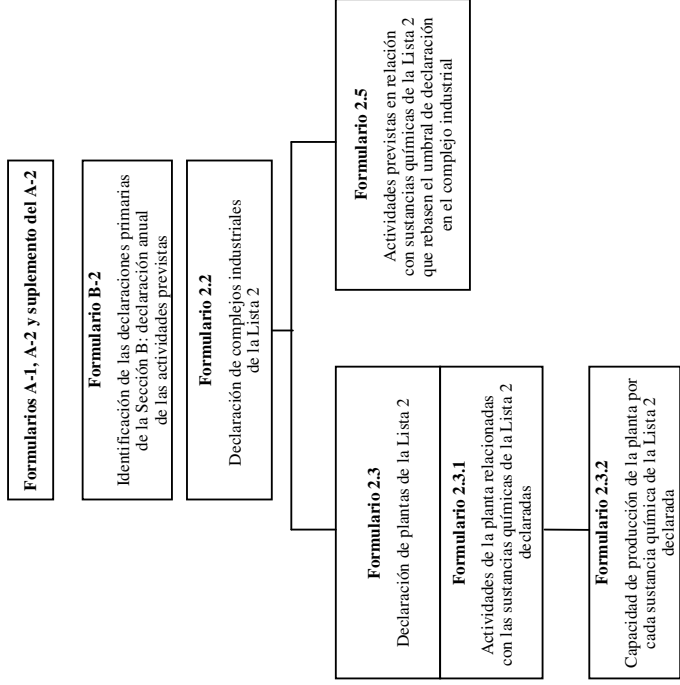 Formularios A-1, A-2 y suplemento del A-2
Formulario B-2
Identificación de las declaraciones primarias
de la Sección B: declaración anual
de las actividades previstas
Formulario 2.2
Declaración de complejos industriales
de la Lista 2
Formulario 2.3
Declaración de plantas de la Lista 2
Formulario 2.3.1
Actividades de la planta relacionadas
con las sustancias químicas de la Lista 2
declaradas
Formulario 2.3.2
Capacidad de producción de la planta por
cada sustancia química de la Lista 2
declarada
Formulario 2.5
Actividades previstas en relación
con sustancias químicas de la Lista 2
que rebasen el umbral de declaración
en el complejo industrial